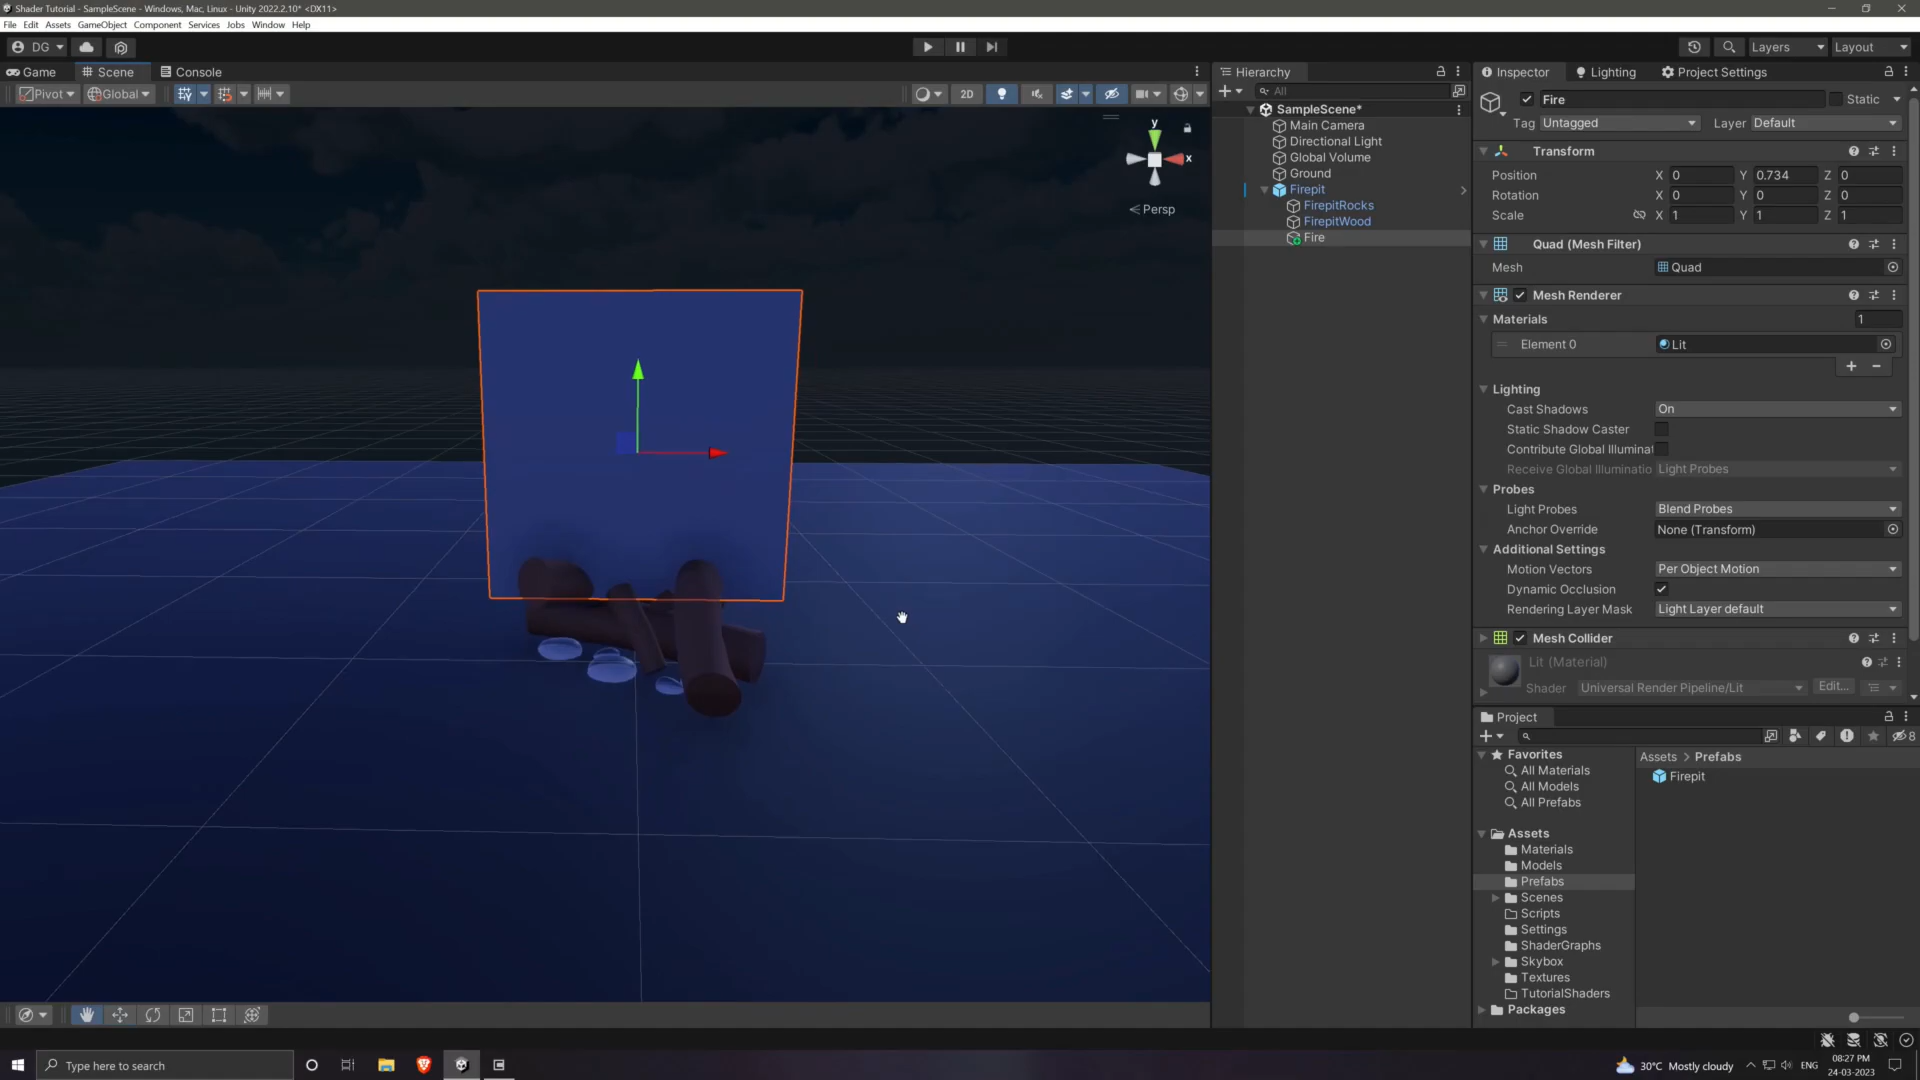 Shader Tutorial - SampleScene - Windows, Mac, Linux - Unity 2022.2.10* <DX11>
File Edit Assets GameObject Component Services Jobs Window Help
DG Layers Layout
Game Scene Console
Pivot Global 2D
y
x
Persp
Hierarchy
All
SampleScene*
Main Camera
Directional Light
Global Volume
Ground
Firepit
FirepitRocks
FirepitWood
Fire
Inspector Lighting Project Settings
Fire Static
Tag Untagged Layer Default
Transform
Position X 0 Y 0.734 Z 0
Rotation X 0 Y 0 Z 0
Scale X 1 Y 1 Z 1
Quad (Mesh Filter)
Mesh Quad
Mesh Renderer
Materials 1
Element 0 Lit
Lighting
Cast Shadows On
Static Shadow Caster
Contribute Global Illuminat
Receive Global Illuminatio Light Probes
Probes
Light Probes Blend Probes
Anchor Override None (Transform)
Additional Settings
Motion Vectors Per Object Motion
Dynamic Occlusion
Rendering Layer Mask Light Layer default
Mesh Collider
Lit (Material)
Shader Universal Render Pipeline/Lit Edit...
Project
8
Favorites
All Materials
All Models
All Prefabs
Assets
Materials
Models
Prefabs
Scenes
Scripts
Settings
ShaderGraphs
Skybox
Textures
TutorialShaders
Packages
Assets > Prefabs
Firepit
Type here to search
30°C Mostly cloudy ENG
08:27 PM
24-03-2023